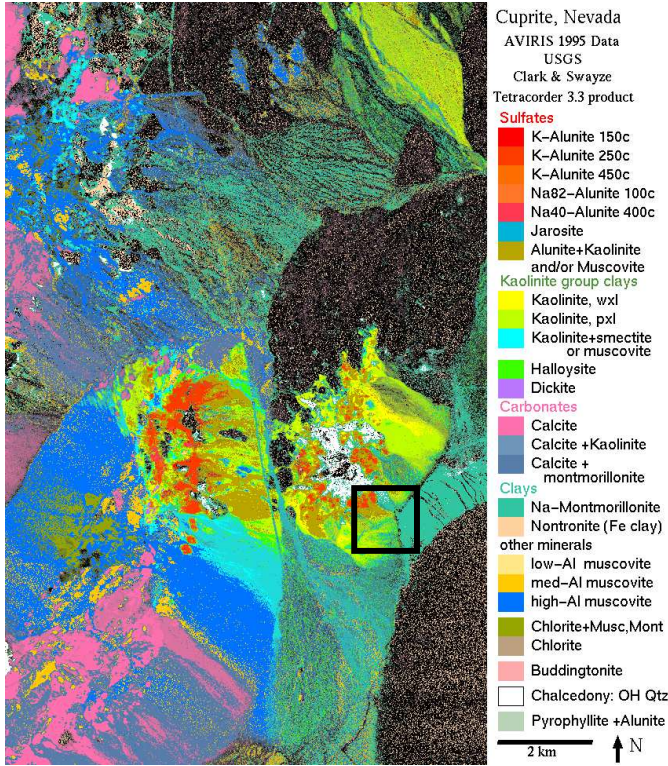 Cuprite, Nevada
AVIRIS 1995 Data
USGS
Clark & Swayze
Tetracorder 3.3 product
Sulfates
K-Alunite 150c
K-Alunite 250c
K-Alunite 450c
Na82-Alunite 100c
Na40-Alunite 400c
Jarosite
Alunite+Kaolinite
and/or Muscovite
Kaolinite group clays
Kaolinite, wxl
Kaolinite, pxl
Kaolinite+smectite
or muscovite
Halloysite
Dickite
Carbonates
Calcite
Calcite +Kaolinite
Calcite +
montmorillonite
Clays
Na-Montmorillonite
Nontronite (Fe clay)
other minerals
low-Al muscovite
med-Al muscovite
high-Al muscovite
Chlorite+Musc,Mont
Chlorite
Buddingtonite
Chalcedony: OH Qtz
Pyrophyllite +Alunite
2 km
N